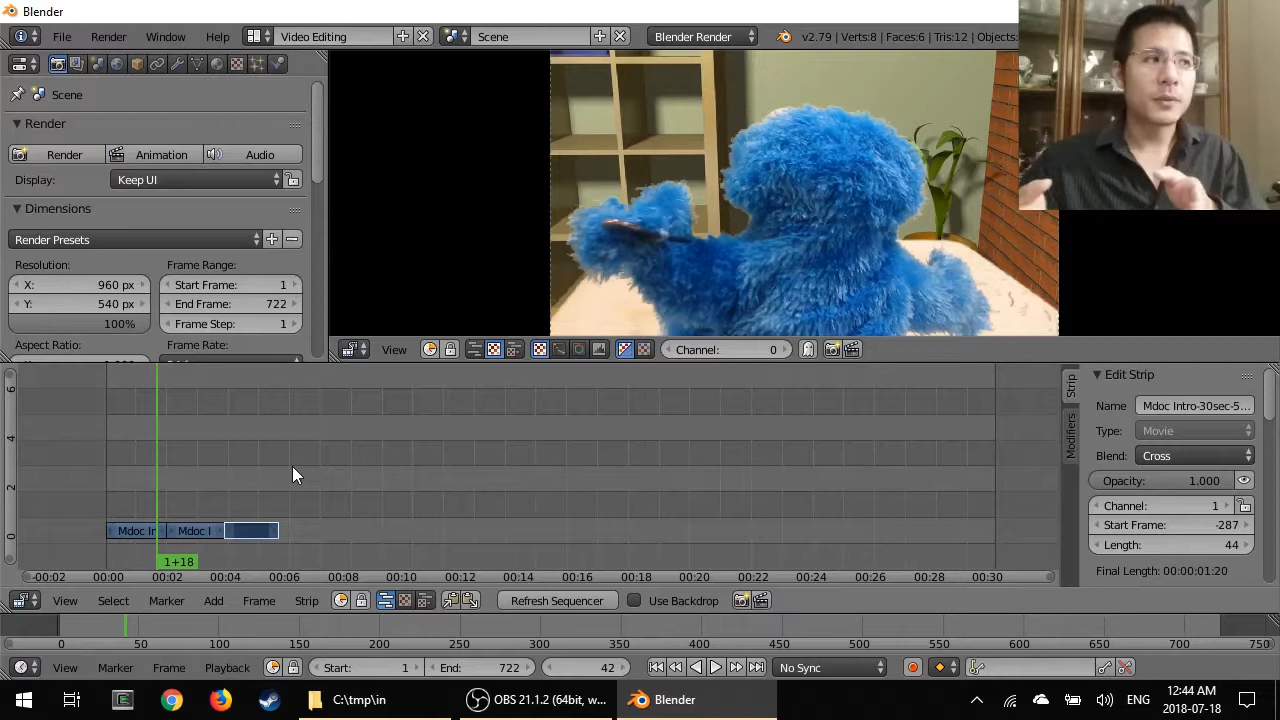 Blender
File Render Window Help Video Editing Scene Blender Render v2.79 | Verts:8 | Faces:6 | Tris:12 | Objects:
Scene
Render
Render Animation Audio
Display: Keep UI
Dimensions
Render Presets
Resolution: Frame Range:
X: 960 px Start Frame: 1
Y: 540 px End Frame: 722
100% Frame Step: 1
Aspect Ratio: Frame Rate:
View Channel: 0
6
4
2
0
Mdoc In Mdoc I
1+18
-00:02 00:00 00:02 00:04 00:06 00:08 00:10 00:12 00:14 00:16 00:18 00:20 00:22 00:24 00:26 00:28 00:30
Strip
Modifiers
Edit Strip
Name Mdoc Intro-30sec-5...
Type: Movie
Blend: Cross
Opacity: 1.000
Channel: 1
Start Frame: -287
Length: 44
Final Length: 00:00:01:20
View Select Marker Add Frame Strip Refresh Sequencer Use Backdrop
0 50 100 150 200 250 300 350 400 450 500 550 600 650 700 750
View Marker Frame Playback Start: 1 End: 722 42 No Sync
C:\tmp\in OBS 21.1.2 (64bit, w... Blender ENG 12:44 AM
2018-07-18